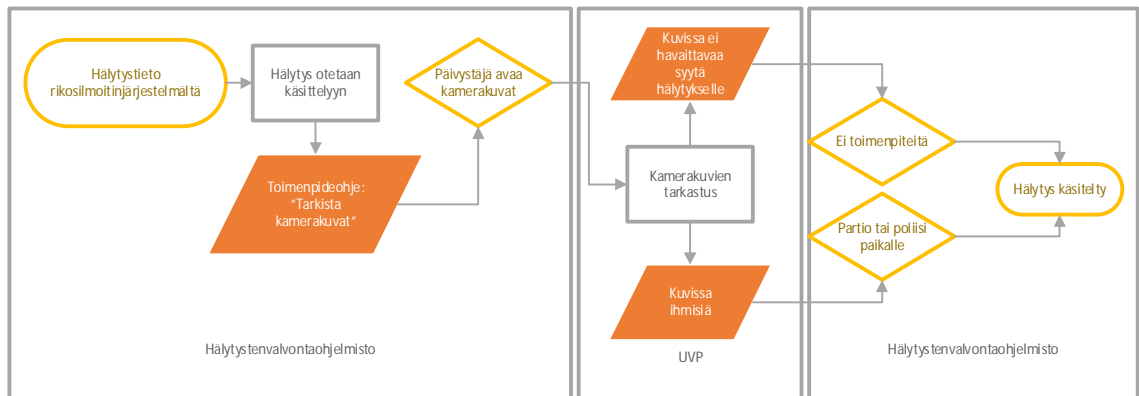 Hälytystieto
rikosilmoitinjärjestelmältä
Hälytys otetaan
käsittelyyn
Toimenpideohje:
"Tarkista
kamerakuvat"
Päivystäjä avaa
kamerakuvat
Hälytystenvalvontaohjelmisto
Kuvissa ei
havaittavaa
syytä
hälytykselle
Kamerakuvien
tarkastus
Kuvissa
ihmisiä
UVP
Ei toimenpiteitä
Partio tai poliisi
paikalle
Hälytys käsitelty
Hälytystenvalvontaohjelmisto